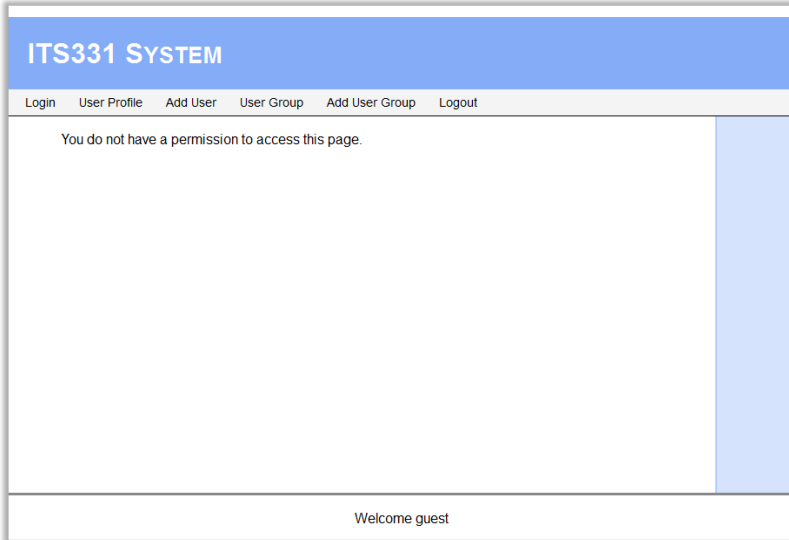 ITS331 SYSTEM
Login User Profile Add User User Group Add User Group Logout
You do not have a permission to access this page.
Welcome guest